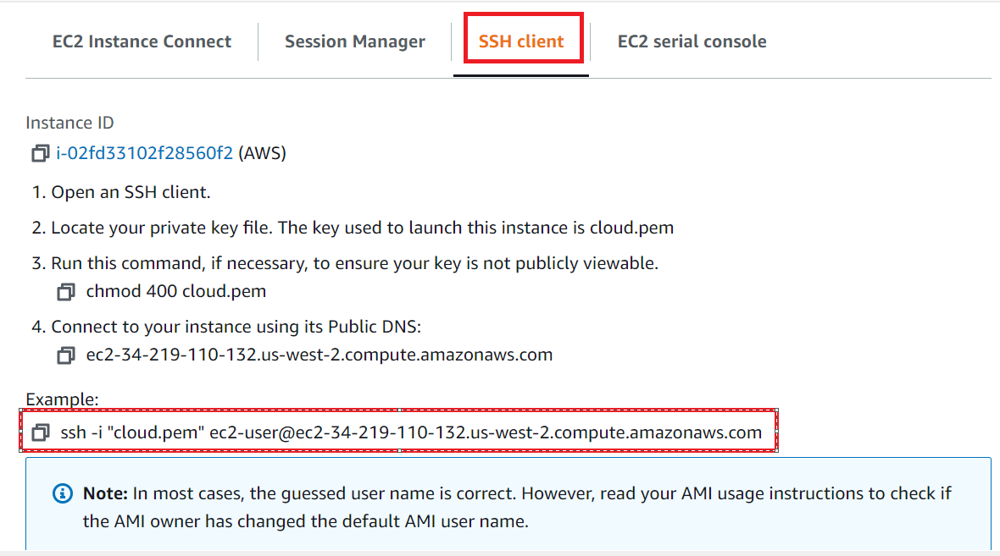 EC2 Instance Connect Session Manager SSH client EC2 serial console
Instance ID
i-02fd33102f28560f2 (AWS)
1. Open an SSH client.
2. Locate your private key file. The key used to launch this instance is cloud.pem
3. Run this command, if necessary, to ensure your key is not publicly viewable.
chmod 400 cloud.pem
4. Connect to your instance using its Public DNS:
ec2-34-219-110-132.us-west-2.compute.amazonaws.com
Example:
ssh -i "cloud.pem" ec2-user@ec2-34-219-110-132.us-west-2.compute.amazonaws.com
Note: In most cases, the guessed user name is correct. However, read your AMI usage instructions to check if
the AMI owner has changed the default AMI user name.